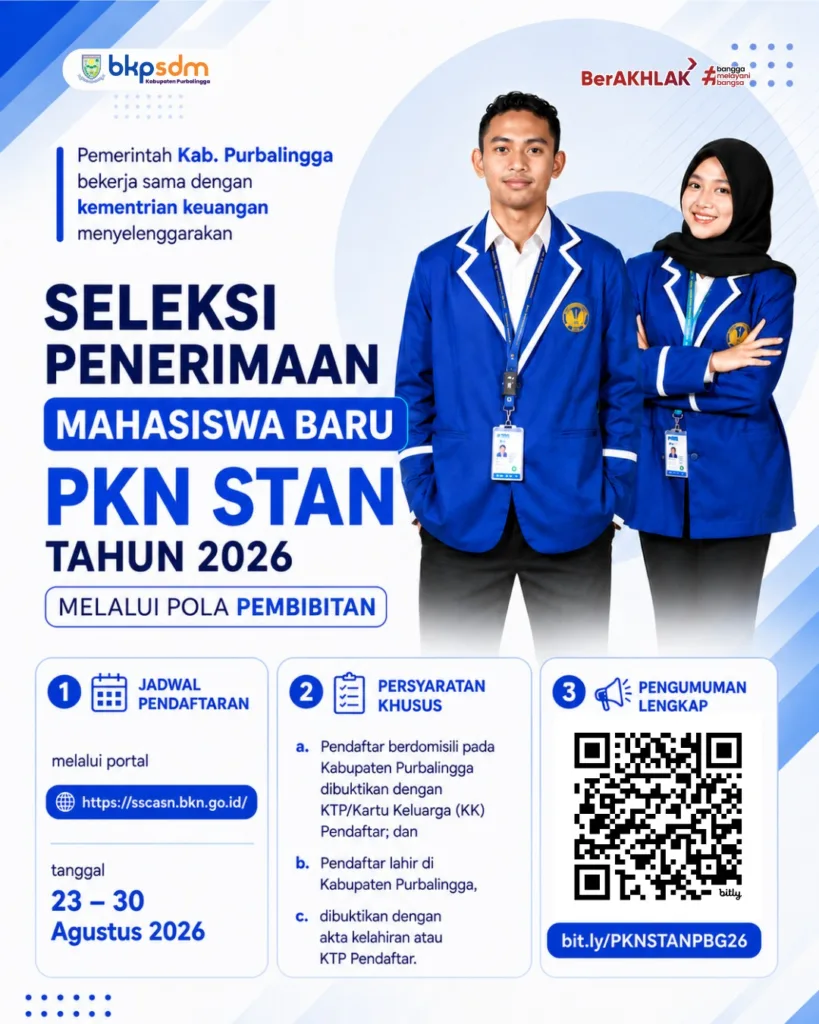 bkpsdm
Kabupaten Purbalingga
BerAKHLAK
#bangga
melayani
bangsa
Pemerintah Kab. Purbalingga
bekerja sama dengan
kementrian keuangan
menyelenggarakan
SELEKSI
PENERIMAAN
MAHASISWA BARU
PKN STAN
TAHUN 2026
MELALUI POLA PEMBIBITAN
1 JADWAL
PENDAFTARAN
melalui portal
https://sscasn.bkn.go.id/
tanggal
23 – 30
Agustus 2026
2 PERSYARATAN
KHUSUS
a. Pendaftar berdomisili pada
Kabupaten Purbalingga
dibuktikan dengan
KTP/Kartu Keluarga (KK)
Pendaftar; dan
b. Pendaftar lahir di
Kabupaten Purbalingga,
c. dibuktikan dengan
akta kelahiran atau
KTP Pendaftar.
3 PENGUMUMAN
LENGKAP
bitly
bit.ly/PKNSTANPBG26